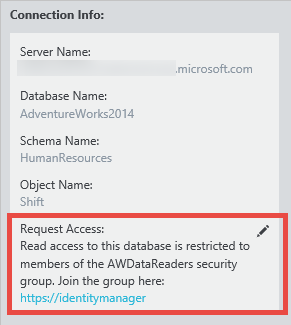 Connection Info:
Server Name:
.microsoft.com
Database Name:
AdventureWorks2014
Schema Name:
HumanResources
Object Name:
Shift
Request Access:
Read access to this database is restricted to
members of the AWDataReaders security
group. Join the group here:
https://identitymanager